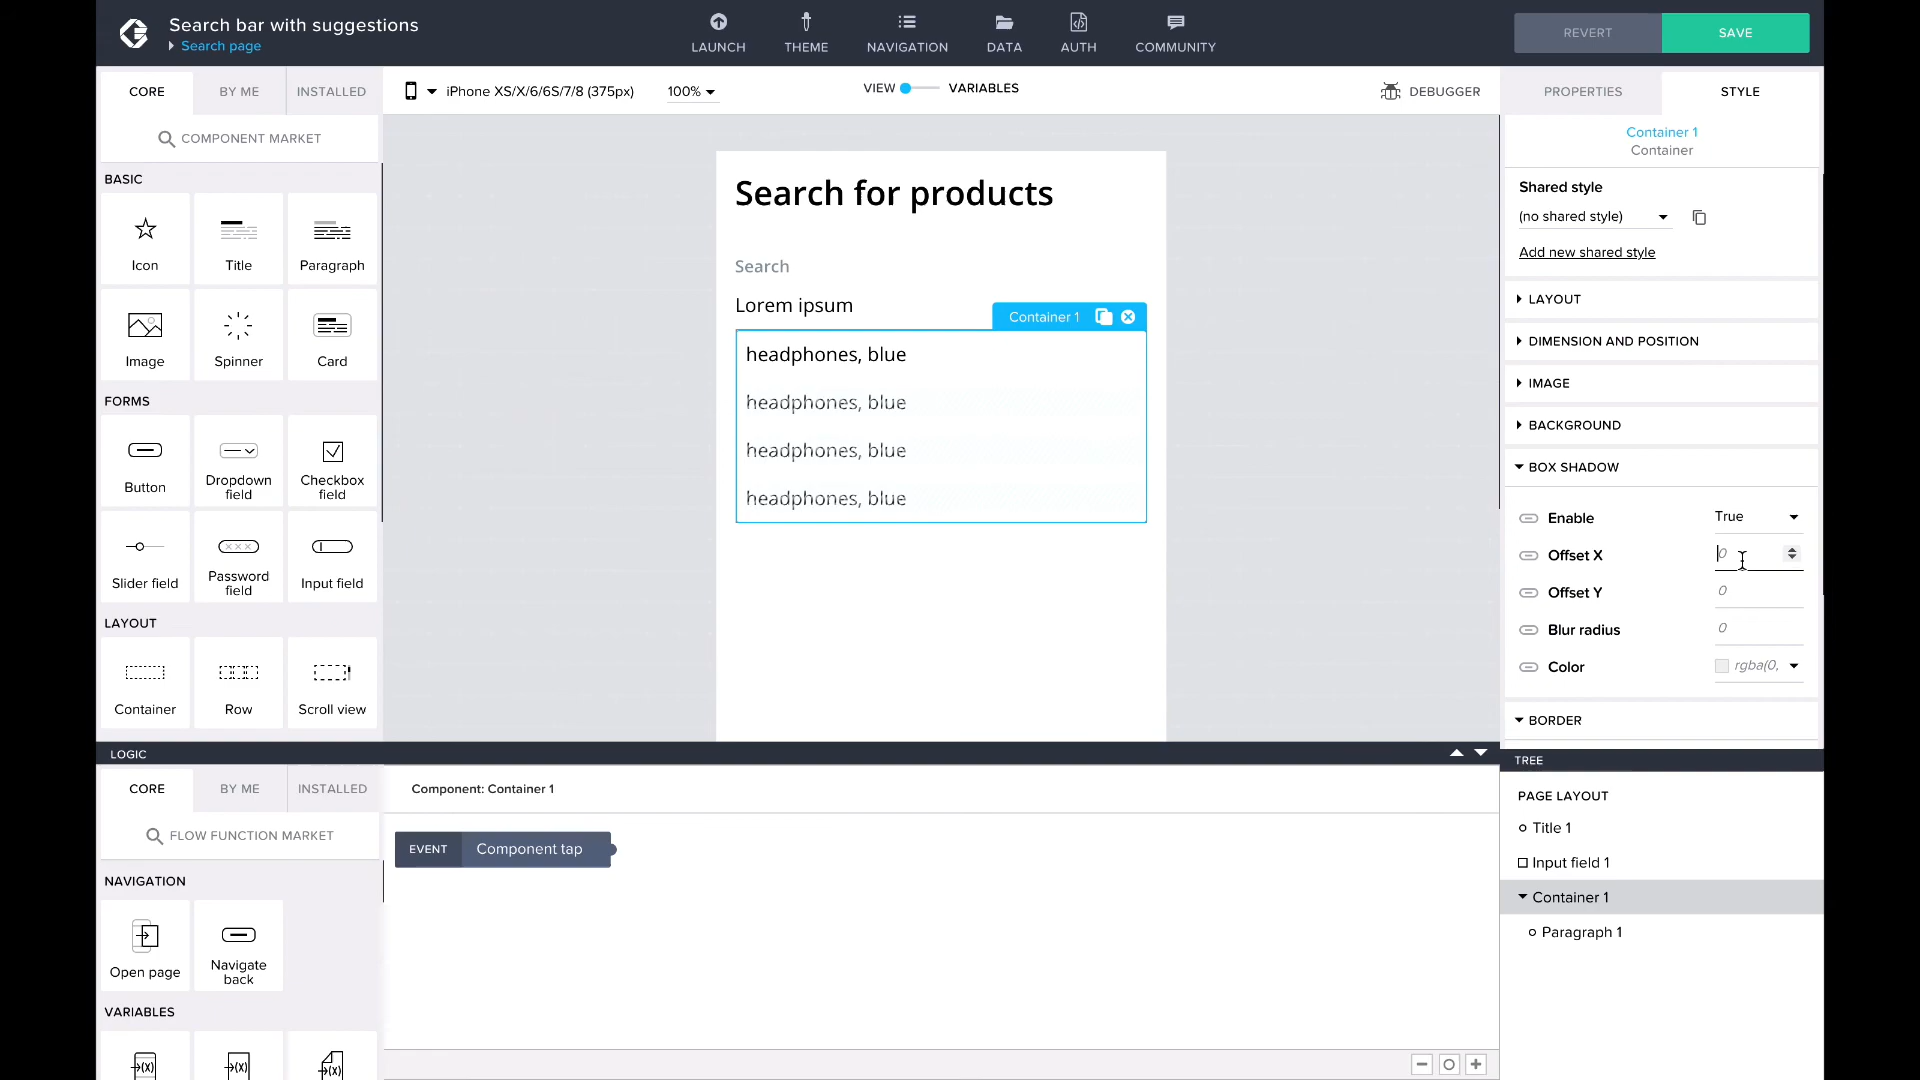 Search bar with suggestions
Search page
LAUNCH
THEME
NAVIGATION
DATA
AUTH
COMMUNITY
REVERT
SAVE
CORE
BY ME
INSTALLED
iPhone XS/X/6/6S/7/8 (375px)
100%
VIEW
VARIABLES
DEBUGGER
PROPERTIES
STYLE
COMPONENT MARKET
BASIC
Icon
Title
Paragraph
Image
Spinner
Card
FORMS
Button
Dropdown
field
Checkbox
field
Slider field
Password
field
Input field
LAYOUT
Container
Row
Scroll view
Search for products
Search
Lorem ipsum
Container 1
headphones, blue
headphones, blue
headphones, blue
headphones, blue
Container 1
Container
Shared style
(no shared style)
Add new shared style
LAYOUT
DIMENSION AND POSITION
IMAGE
BACKGROUND
BOX SHADOW
Enable
True
Offset X
0
Offset Y
0
Blur radius
0
Color
rgba(0,
BORDER
LOGIC
CORE
BY ME
INSTALLED
Component: Container 1
FLOW FUNCTION MARKET
EVENT
Component tap
NAVIGATION
Open page
Navigate
back
VARIABLES
(x)
(x)
(x)
TREE
PAGE LAYOUT
Title 1
Input field 1
Container 1
Paragraph 1